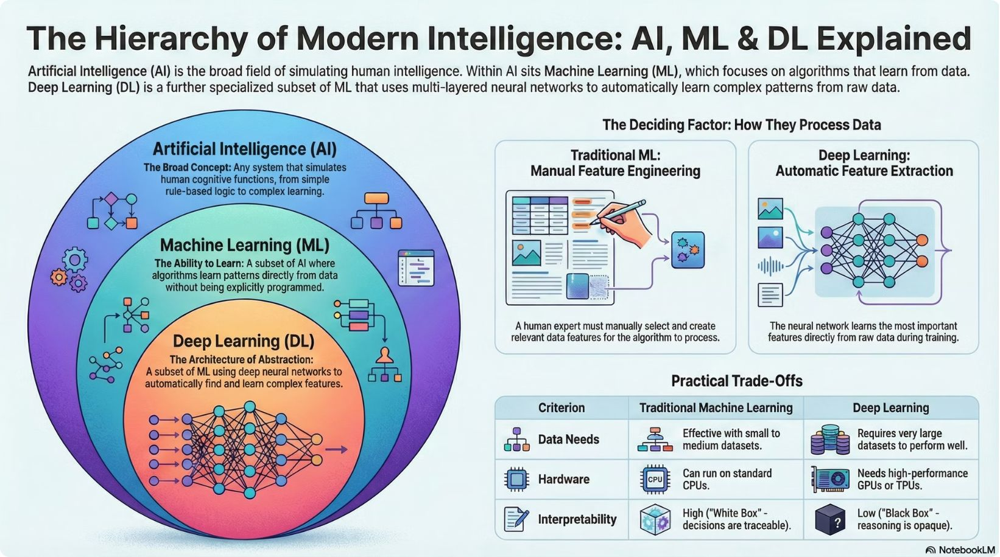 The Hierarchy of Modern Intelligence: AI, ML & DL Explained
Artificial Intelligence (AI) is the broad field of simulating human intelligence. Within AI sits Machine Learning (ML), which focuses on algorithms that learn from data.
Deep Learning (DL) is a further specialized subset of ML that uses multi-layered neural networks to automatically learn complex patterns from raw data.
Artificial Intelligence (AI)
The Broad Concept: Any system that simulates
human cognitive functions, from simple
rule-based logic to complex learning.
Machine Learning (ML)
The Ability to Learn: A subset of AI where
algorithms learn patterns directly from data
without being explicitly programmed.
Deep Learning (DL)
The Architecture of Abstraction:
A subset of ML using deep neural networks to
automatically find and learn complex features.
The Deciding Factor: How They Process Data
Traditional ML:
Manual Feature Engineering
A human expert must manually select and create
relevant data features for the algorithm to process.
Deep Learning:
Automatic Feature Extraction
The neural network learns the most important
features directly from raw data during training.
Practical Trade-Offs
Criterion
Traditional Machine Learning
Deep Learning
Data Needs
Effective with small to
medium datasets.
Requires very large
datasets to perform well.
Hardware
CPU
Can run on standard
CPUs.
Needs high-performance
GPUs or TPUs.
Interpretability
High ("White Box" -
decisions are traceable).
?
Low ("Black Box" -
reasoning is opaque).
NotebookLM